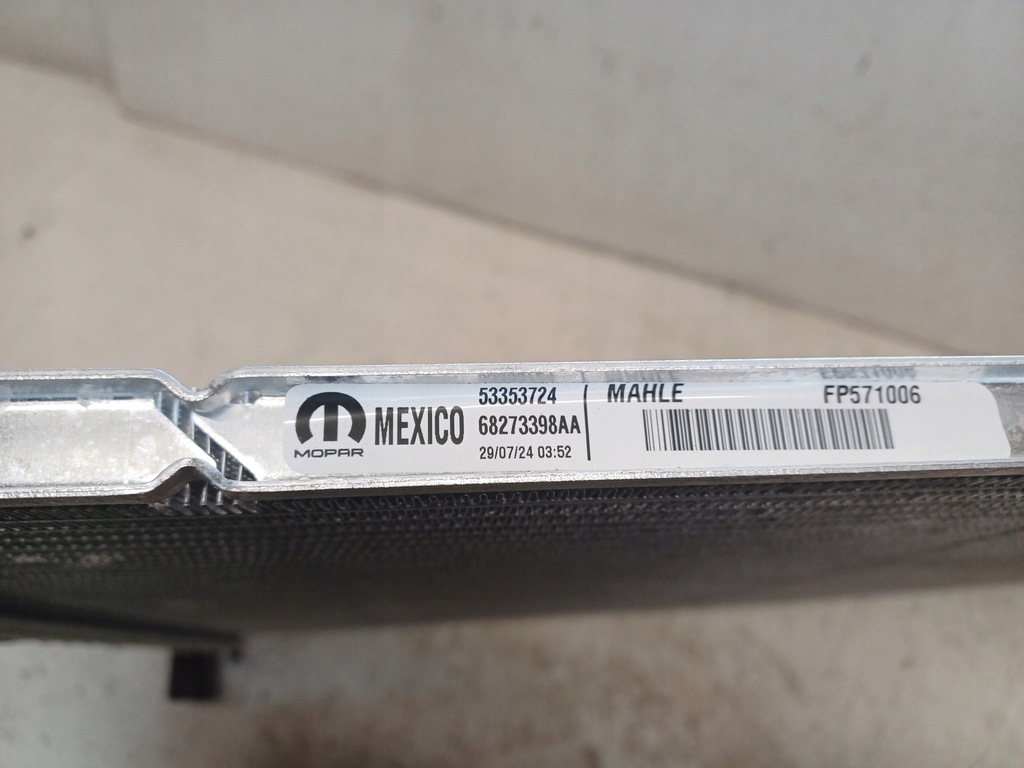 MOPAR
MEXICO
53353724
68273398AA
29/07/24 03:52
MAHLE
FP571006